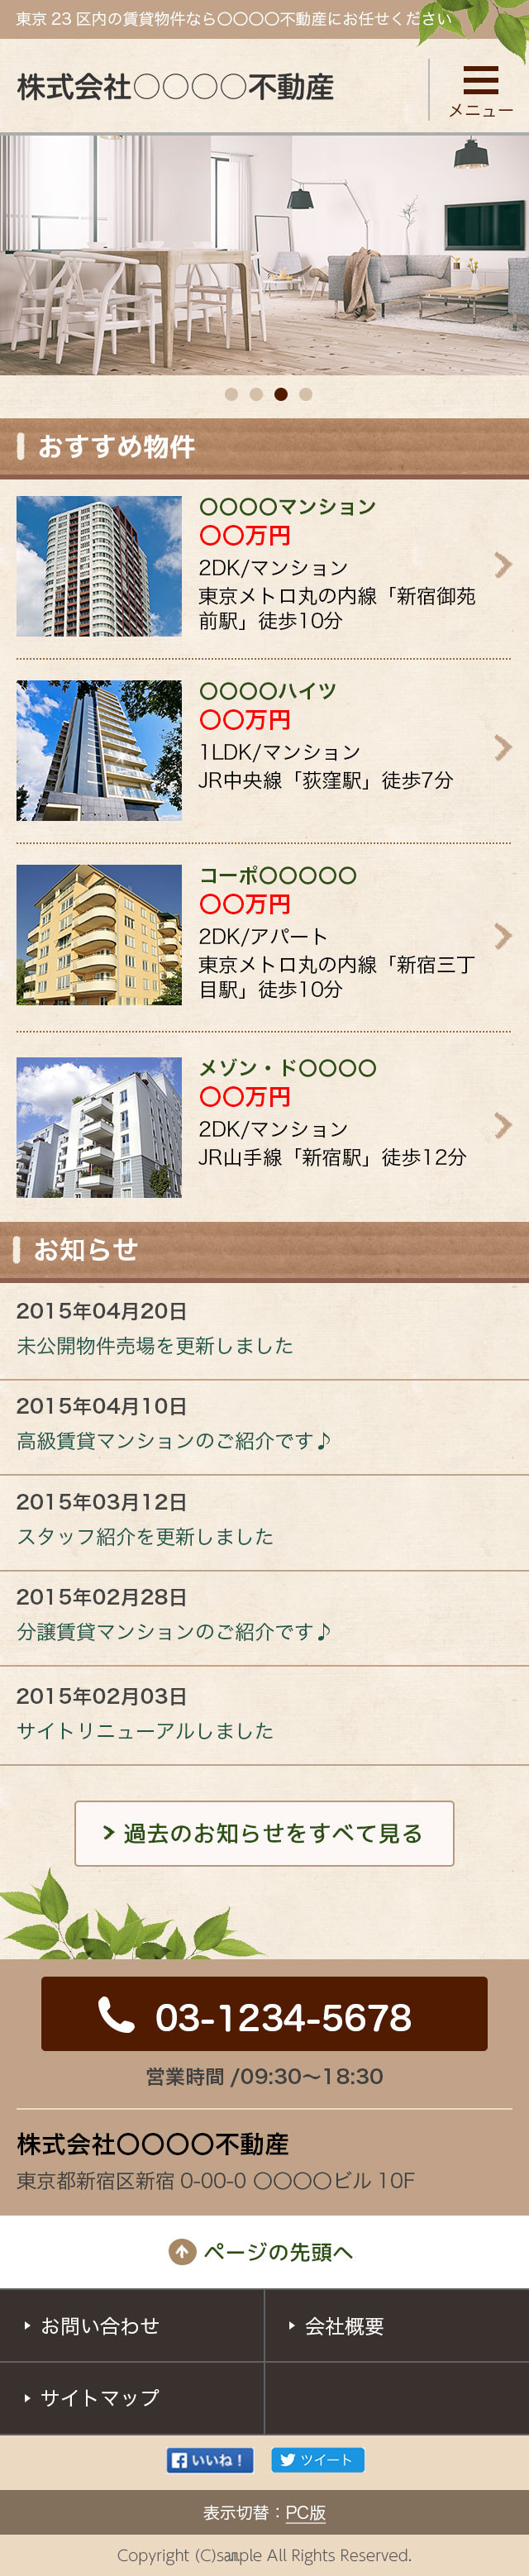 東京 23 区内の賃貸物件なら〇〇〇〇不動産にお任せください
株式会社〇〇〇〇不動産
メニュー
おすすめ物件
〇〇〇〇マンション
〇〇万円
2DK/マンション
東京メトロ丸の内線「新宿御苑
前駅」徒歩10分
〇〇〇〇ハイツ
〇〇万円
1LDK/マンション
JR中央線「荻窪駅」徒歩7分
コーポ〇〇〇〇〇
〇〇万円
2DK/アパート
東京メトロ丸の内線「新宿三丁
目駅」徒歩10分
メゾン・ド〇〇〇〇
〇〇万円
2DK/マンション
JR山手線「新宿駅」徒歩12分
お知らせ
2015年04月20日
未公開物件売場を更新しました
2015年04月10日
高級賃貸マンションのご紹介です♪
2015年03月12日
スタッフ紹介を更新しました
2015年02月28日
分譲賃貸マンションのご紹介です♪
2015年02月03日
サイトリニューアルしました
過去のお知らせをすべて見る
03-1234-5678
営業時間 /09:30〜18:30
株式会社〇〇〇〇不動産
東京都新宿区新宿 0-00-0 〇〇〇〇ビル 10F
ページの先頭へ
お問い合わせ
会社概要
サイトマップ
いいね！
ツイート
表示切替：PC版
Copyright (C)sample All Rights Reserved.